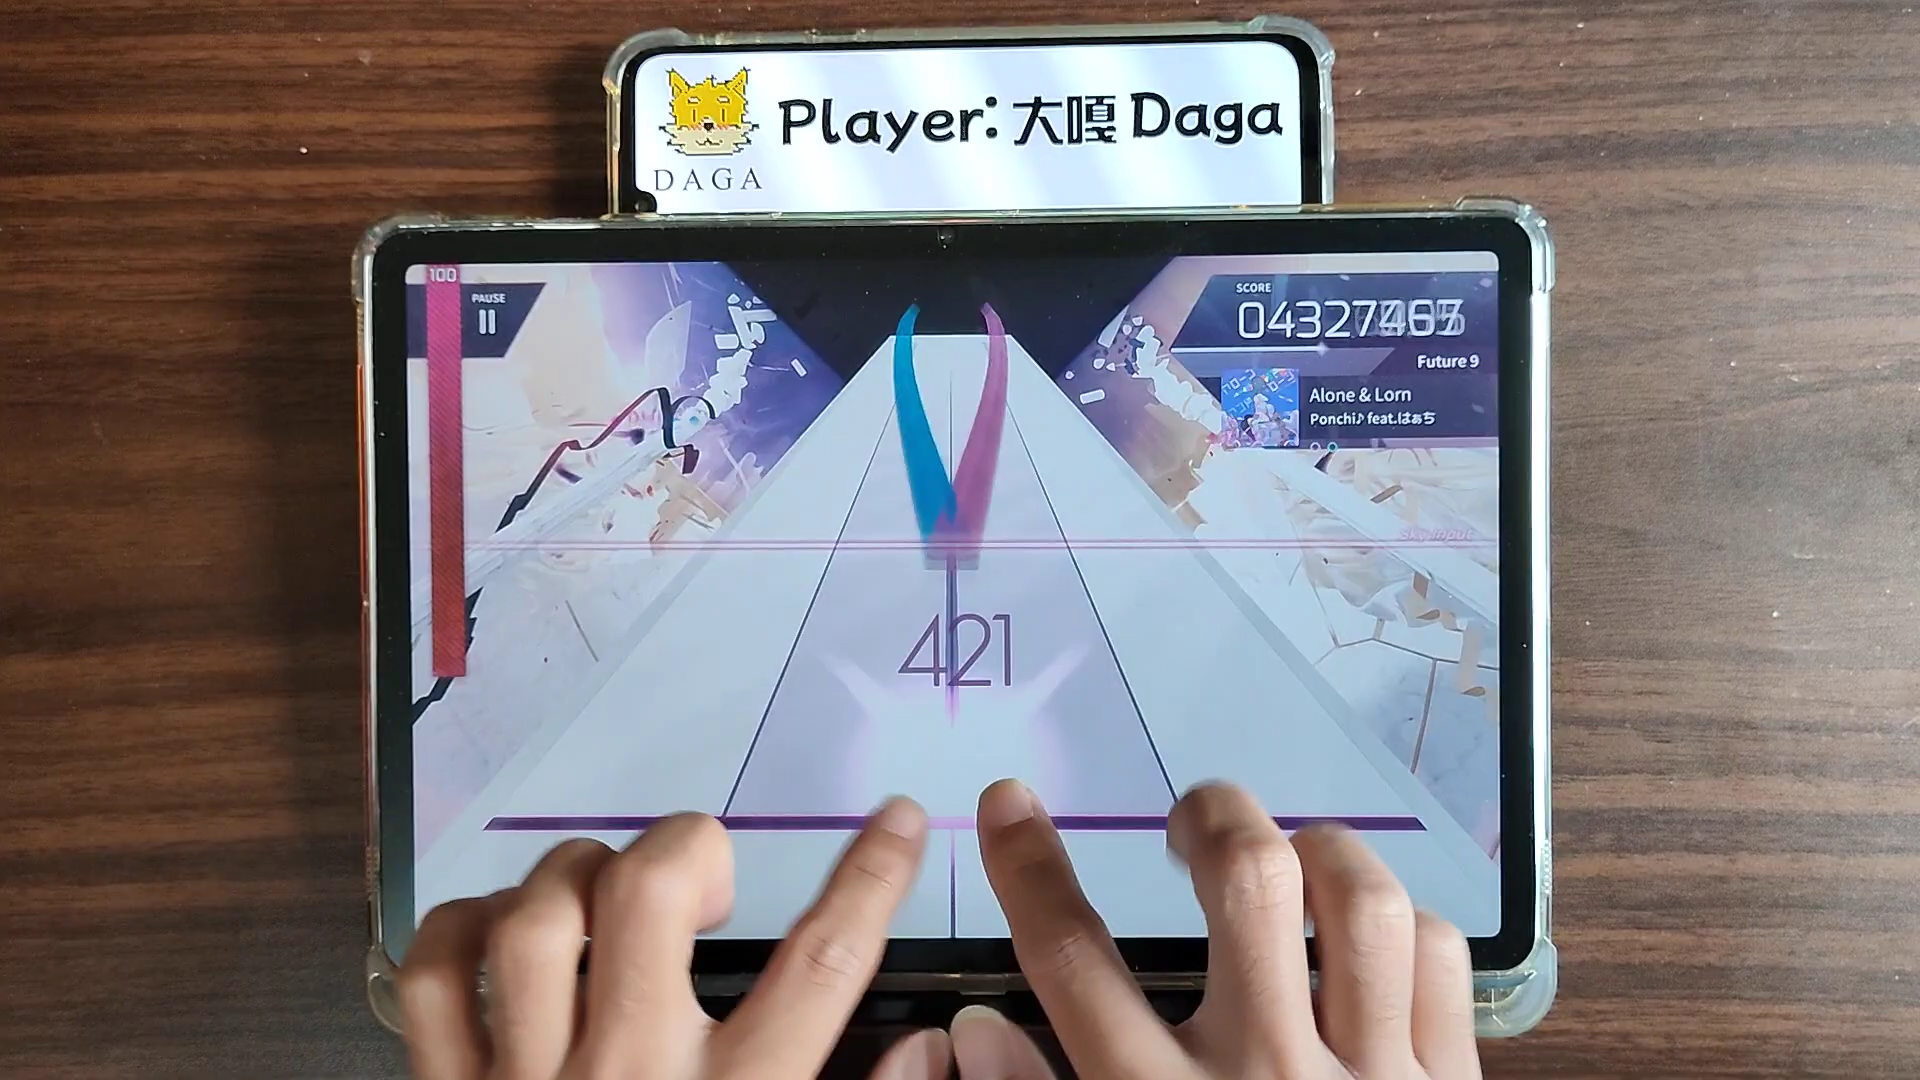 Player: 大嘎 Daga
DAGA
100
PAUSE
SCORE
Future 9
Alone & Lorn
Ponchi♪ feat.はぁち
Sky Input
421